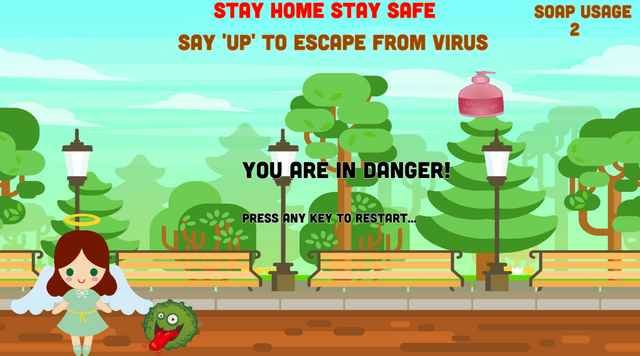 STAY HOME STAY SAFE
SOAP USAGE
2
SAY 'UP' TO ESCAPE FROM VIRUS
YOU ARE IN DANGER!
PRESS ANY KEY TO RESTART...